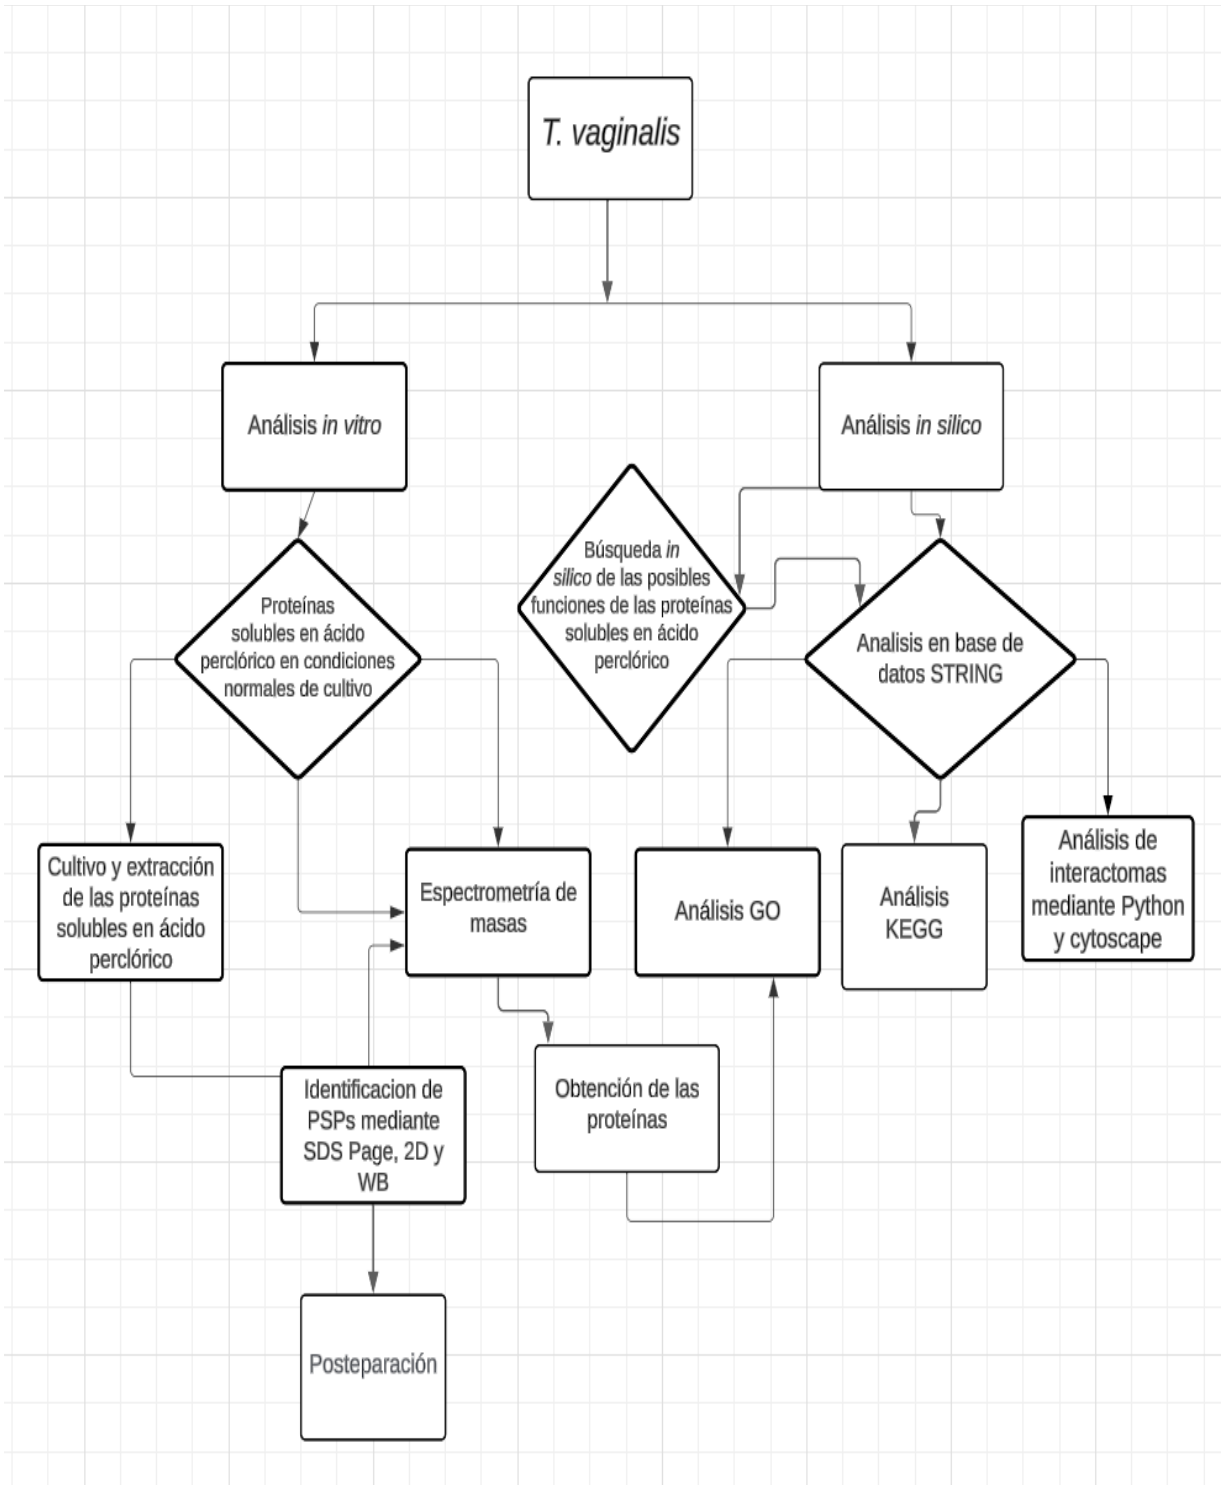 T. vaginalis
Análisis in vitro
Análisis in silico
Búsqueda in
silico de las posibles
funciones de las proteínas
solubles en ácido
perclórico
Proteínas
solubles en ácido
perclórico en condiciones
normales de cultivo
Analisis en base de
datos STRING
Cultivo y extracción
de las proteínas
solubles en ácido
perclórico
Espectrometría de
masas
Análisis GO
Análisis
KEGG
Análisis de
interactomas
mediante Python
y cytoscape
Identificacion de
PSPs mediante
SDS Page, 2D y
WB
Obtención de las
proteínas
Posteparación